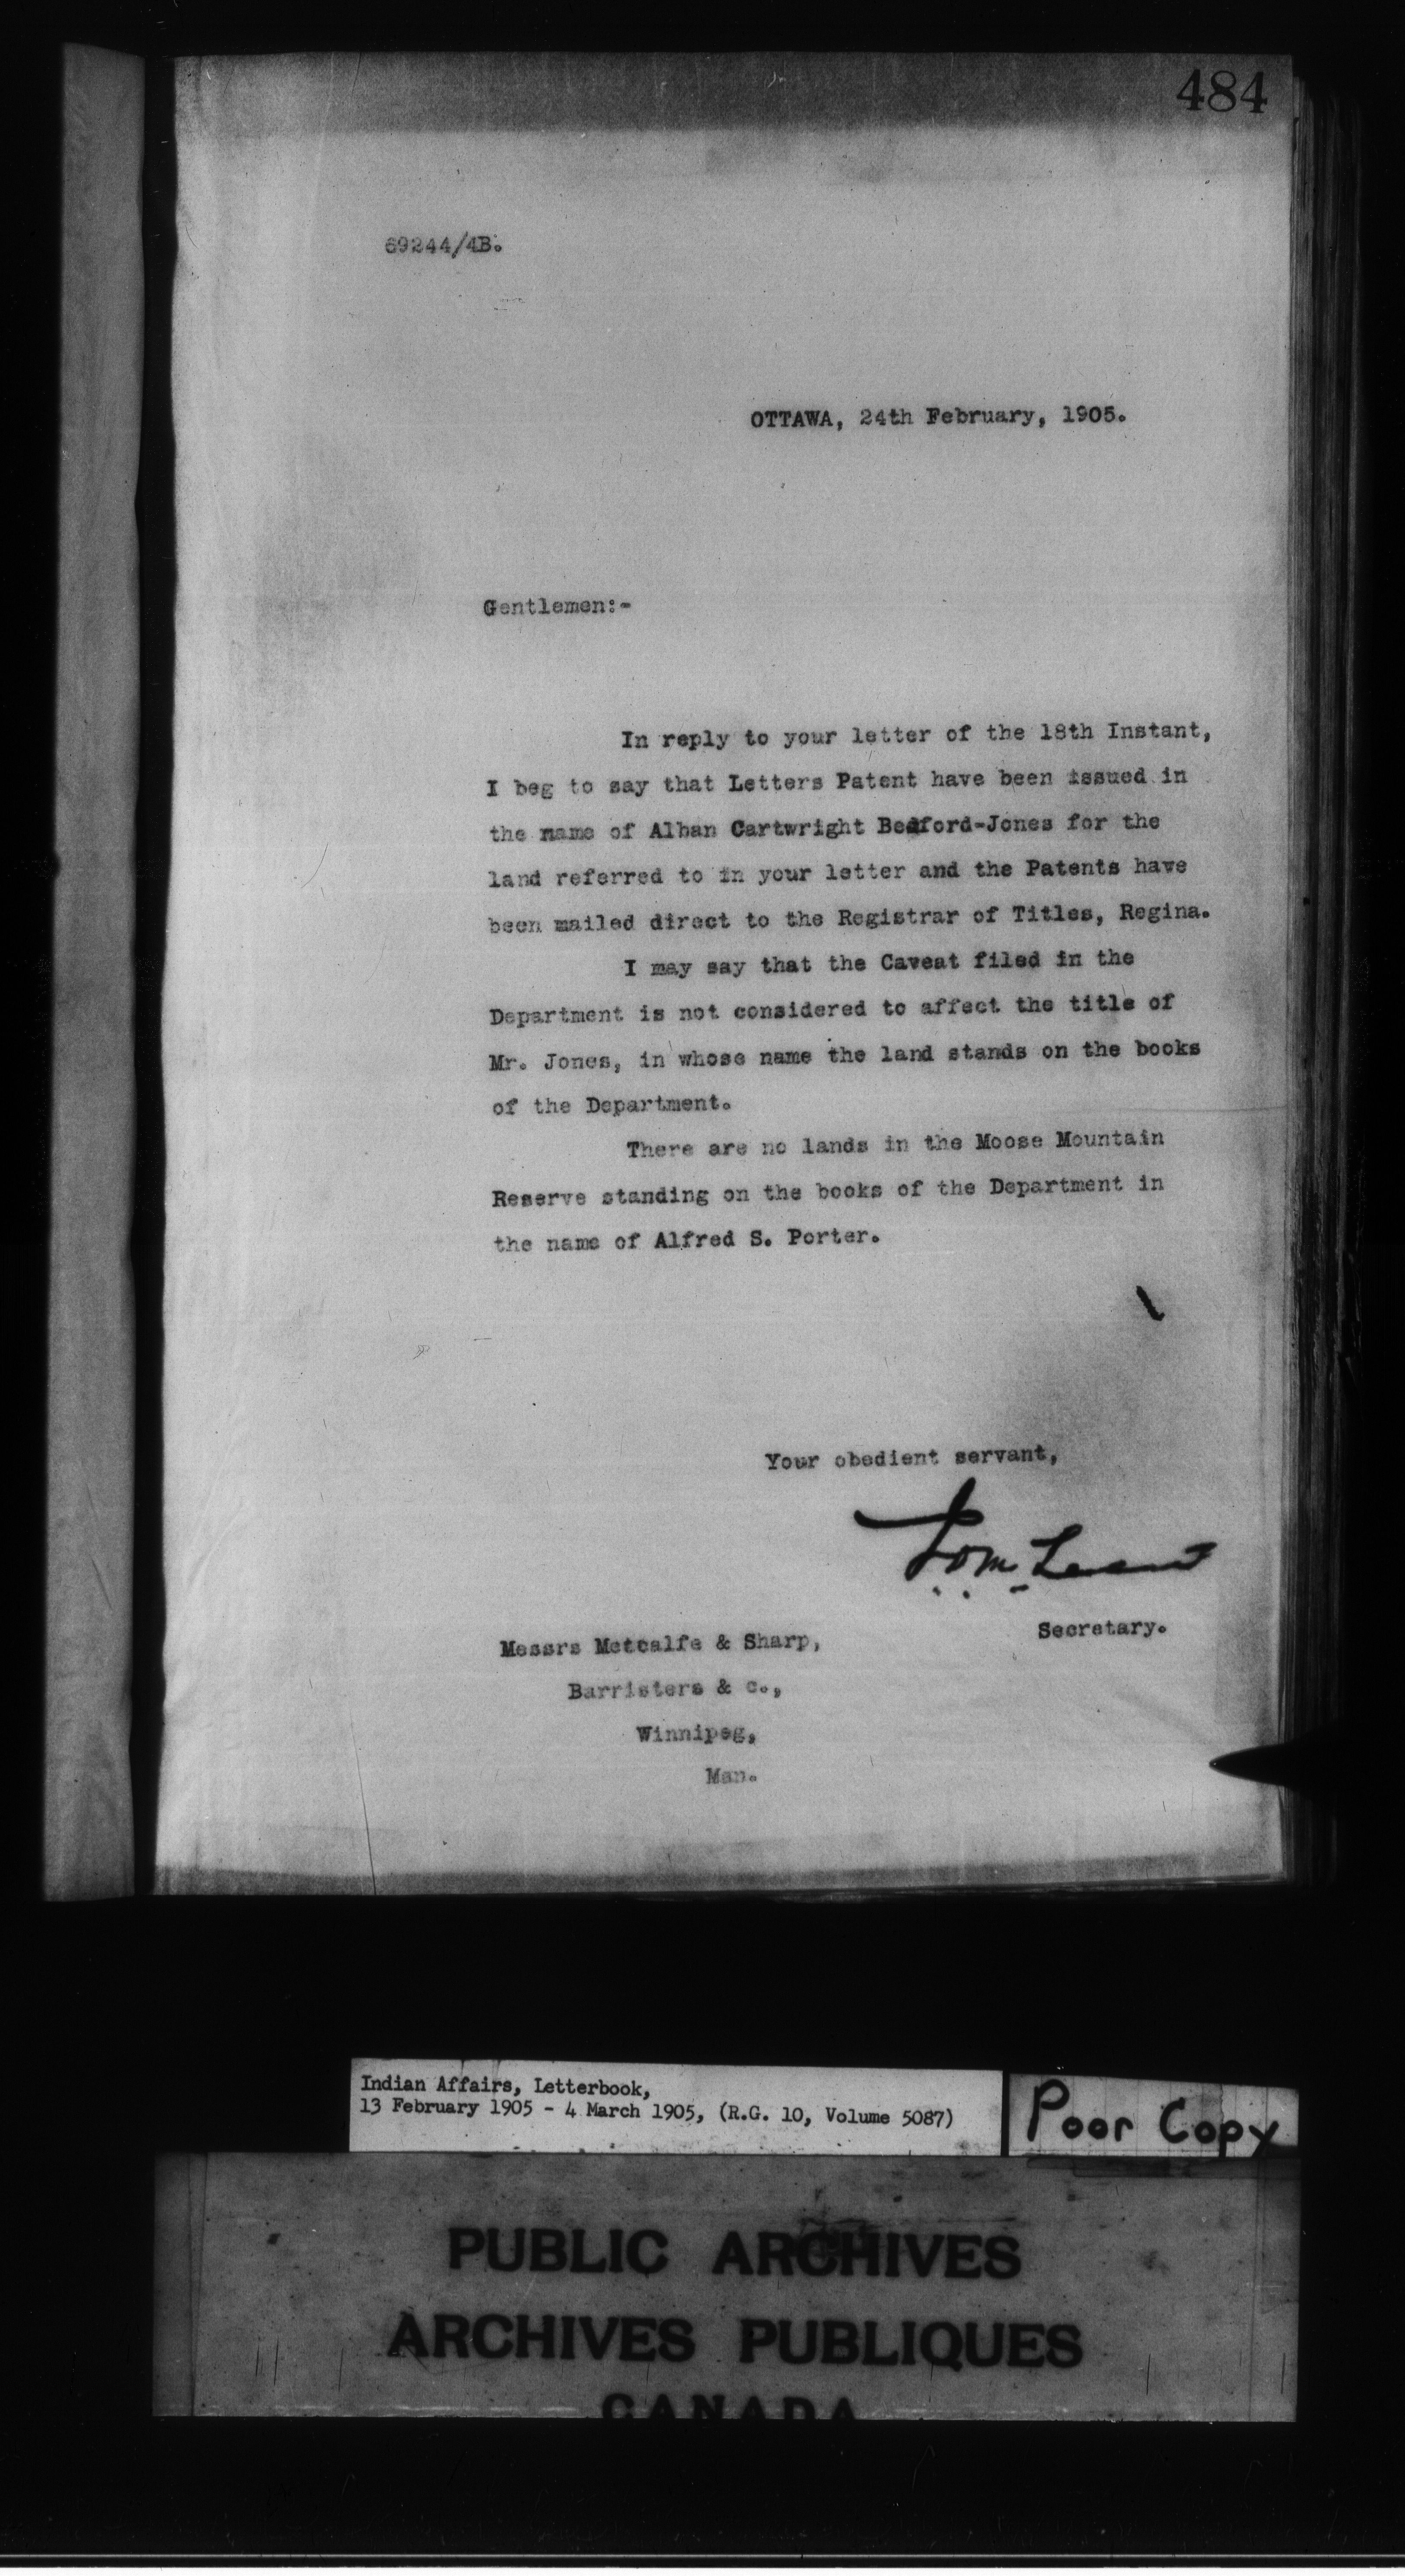 484
69244/4B.
OTTAWA, 24th February, 1905.
Gentlemen:-
In reply to your letter of the 18th Instant,
I beg to say that Letters Patent have been issued in
the name of Alban Cartwright Bedford-Jones for the
land referred to in your letter and the Patents have
been mailed direct to the Registrar of Titles, Regina.
I may say that the Caveat filed in the
Department is not considered to affect the title of
Mr. Jones, in whose name the land stands on the books
of the Department.
There are no lands in the Moose Mountain
Reserve standing on the books of the Department in
the name of Alfred S. Porter.
Your obedient servant,
Secretary.
Messrs Metcalfe & Sharp,
Barristers & c.,
Winnipeg,
Man.
Indian Affairs, Letterbook,
13 February 1905 - 4 March 1905, (R.G. 10, Volume 5087)
Poor Copy
PUBLIC ARCHIVES
ARCHIVES PUBLIQUES
CANADA